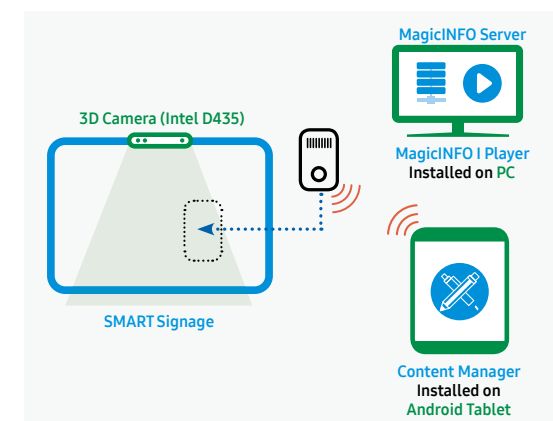 MagicINFO Server
3D Camera (Intel D435)
MagicINFO I Player
Installed on PC
SMART Signage
Content Manager
Installed on
Android Tablet